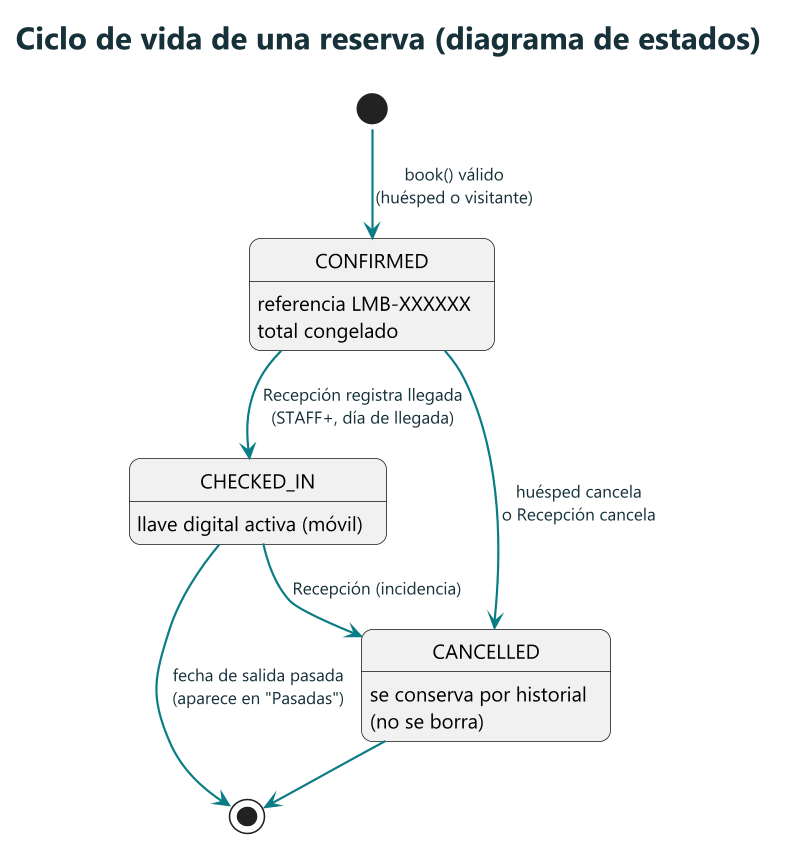 Ciclo de vida de una reserva (diagrama de estados)
book() válido
(huésped o visitante)
CONFIRMED
referencia LMB-XXXXXX
total congelado
Recepción registra llegada
(STAFF+, día de llegada)
CHECKED_IN
llave digital activa (móvil)
huésped cancela
o Recepción cancela
Recepción (incidencia)
CANCELLED
se conserva por historial
(no se borra)
fecha de salida pasada
(aparece en "Pasadas")